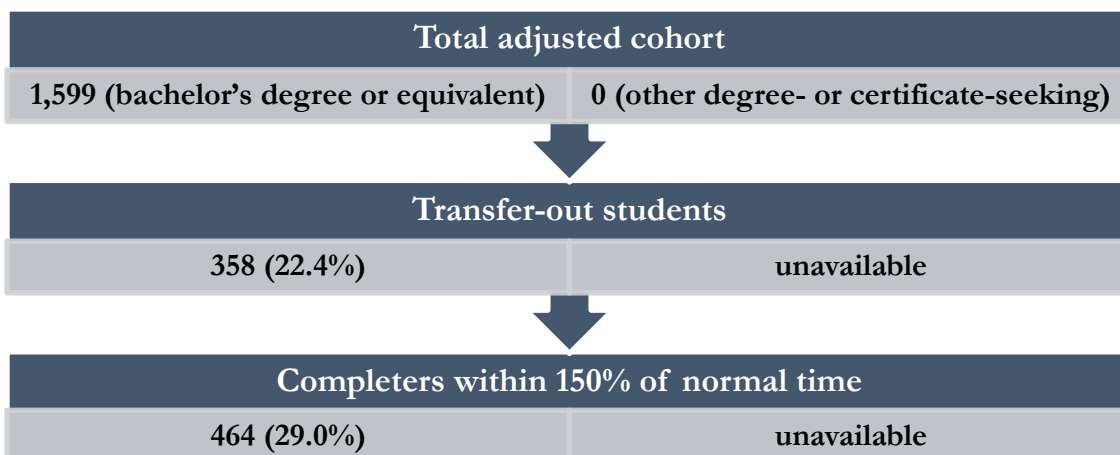 Total adjusted cohort
1,599 (bachelor's degree or equivalent) 0 (other degree- or certificate-seeking)
Transfer-out students
358 (22.4%) unavailable
Completers within 150% of normal time
464 (29.0%) unavailable